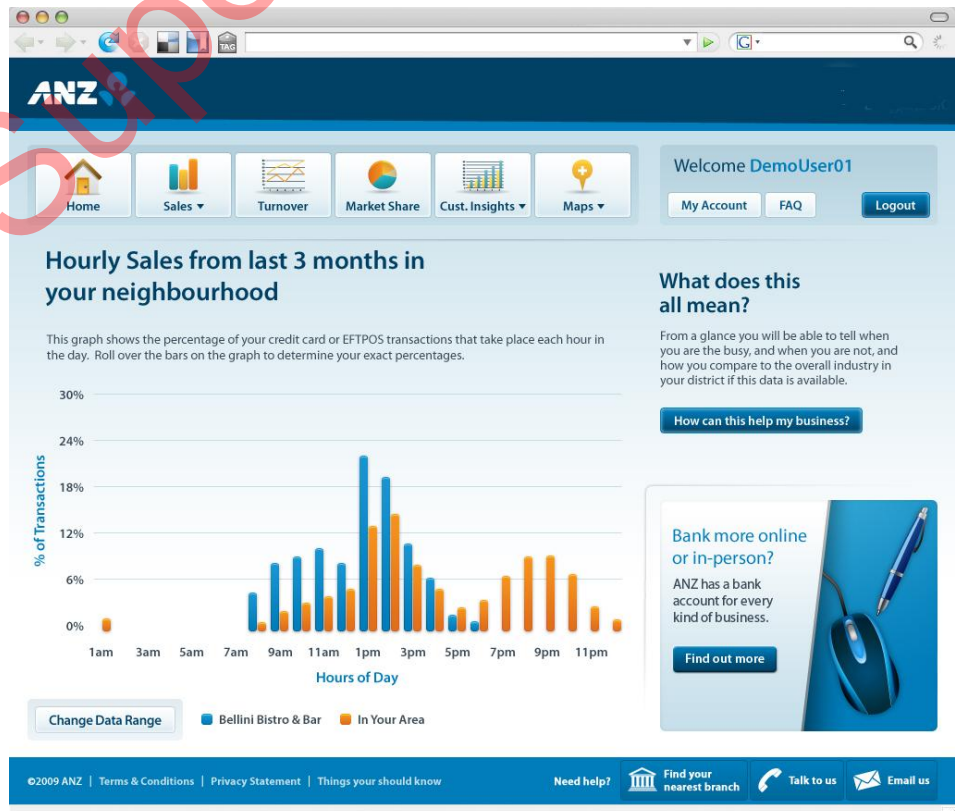 TAG
G
ANZ
Home
Sales
Turnover
Market Share
Cust. Insights
Maps
Welcome DemoUser01
My Account
FAQ
Logout
Hourly Sales from last 3 months in
your neighbourhood
This graph shows the percentage of your credit card or EFTPOS transactions that take place each hour in
the day. Roll over the bars on the graph to determine your exact percentages.
30%
24%
18%
12%
6%
0%
% of Transactions
1am 3am 5am 7am 9am 11am 1pm 3pm 5pm 7pm 9pm 11pm
Hours of Day
Change Data Range
Bellini Bistro & Bar
In Your Area
What does this
all mean?
From a glance you will be able to tell when
you are the busy, and when you are not, and
how you compare to the overall industry in
your district if this data is available.
How can this help my business?
Bank more online
or in-person?
ANZ has a bank
account for every
kind of business.
Find out more
©2009 ANZ | Terms & Conditions | Privacy Statement | Things your should know
Need help?
Find your
nearest branch
Talk to us
Email us